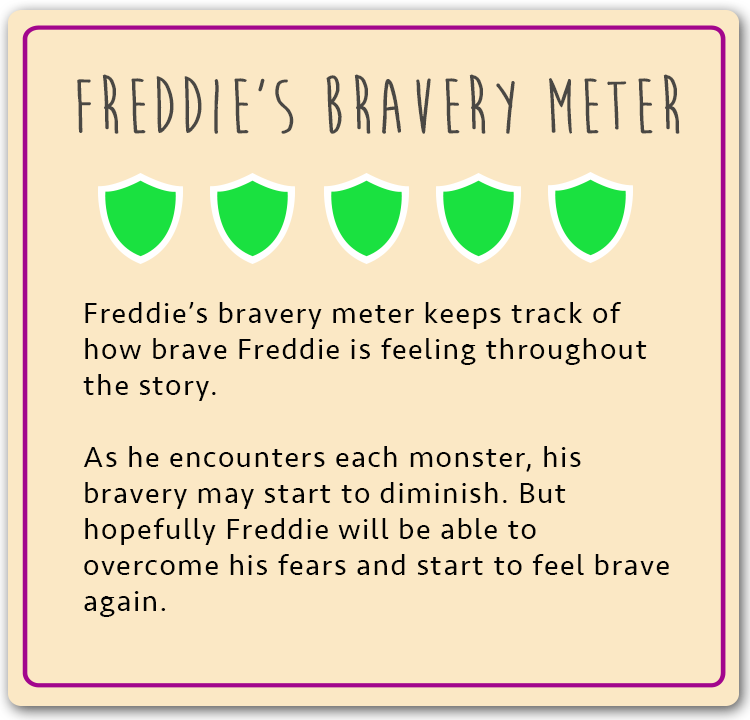 FREDDIE’S BRAVERY METER
Freddie’s bravery meter keeps track of
how brave Freddie is feeling throughout
the story.
As he encounters each monster, his
bravery may start to diminish. But
hopefully Freddie will be able to
overcome his fears and start to feel brave
again.